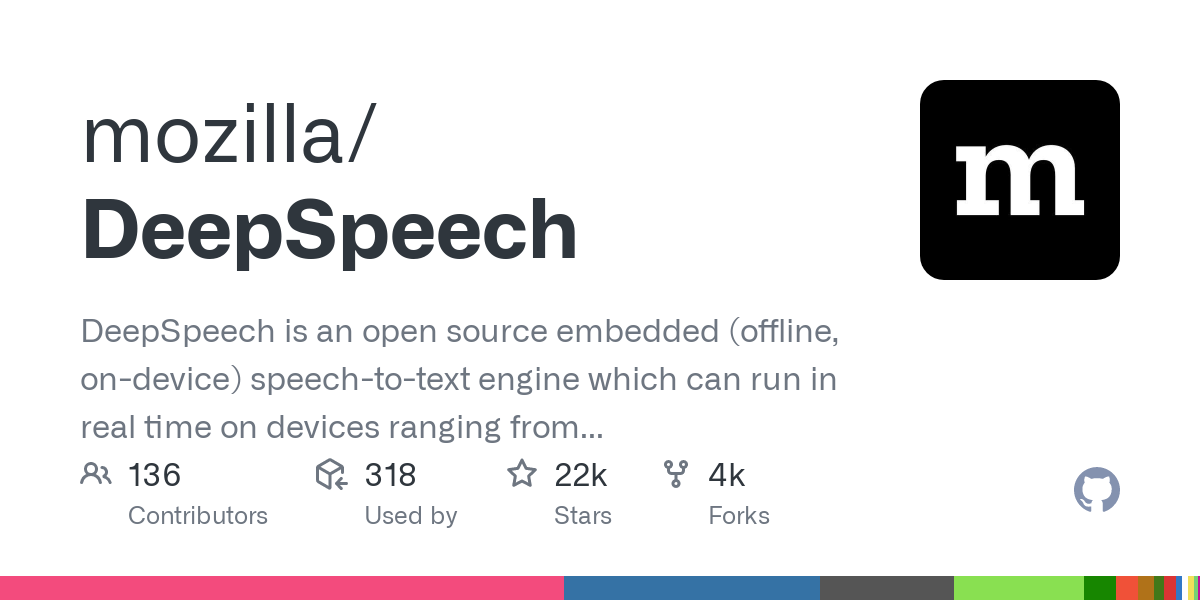 mozilla/
DeepSpeech
m
DeepSpeech is an open source embedded (offline,
on-device) speech-to-text engine which can run in
real time on devices ranging from...
136 318 22k 4k
Contributors Used by Stars Forks